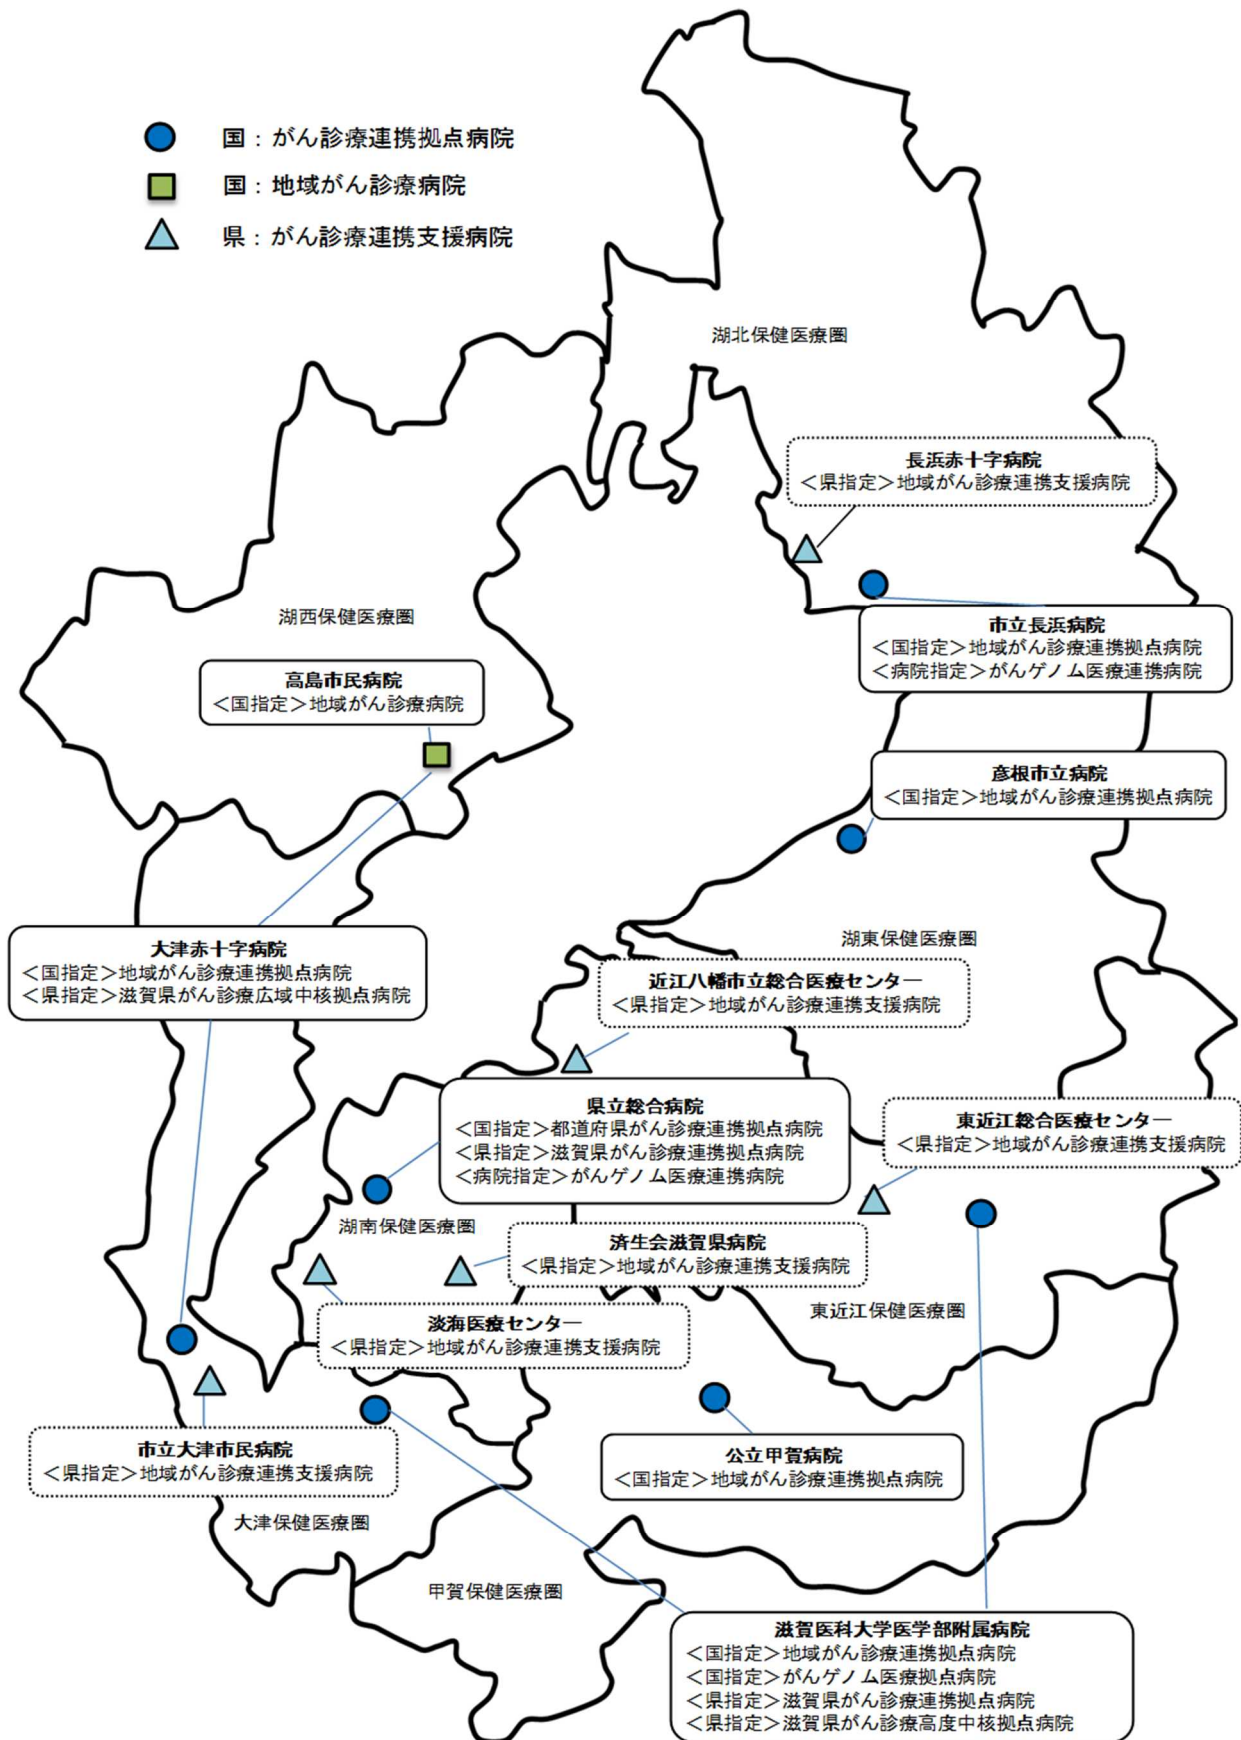 国：がん診療連携拠点病院
国：地域がん診療病院
県：がん診療連携支援病院
湖北保健医療圏
長浜赤十字病院
＜県指定＞地域がん診療連携支援病院
市立長浜病院
＜国指定＞地域がん診療連携拠点病院
＜病院指定＞がんゲノム医療連携病院
湖西保健医療圏
高島市民病院
＜国指定＞地域がん診療病院
彦根市立病院
＜国指定＞地域がん診療連携拠点病院
大津赤十字病院
＜国指定＞地域がん診療連携拠点病院
＜県指定＞滋賀県がん診療広域中核拠点病院
湖東保健医療圏
近江八幡市立総合医療センター
＜県指定＞地域がん診療連携支援病院
県立総合病院
＜国指定＞都道府県がん診療連携拠点病院
＜県指定＞滋賀県がん診療連携拠点病院
＜病院指定＞がんゲノム医療連携病院
東近江総合医療センター
＜県指定＞地域がん診療連携支援病院
湖南保健医療圏
済生会滋賀県病院
＜県指定＞地域がん診療連携支援病院
東近江保健医療圏
淡海医療センター
＜県指定＞地域がん診療連携支援病院
市立大津市民病院
＜県指定＞地域がん診療連携支援病院
公立甲賀病院
＜国指定＞地域がん診療連携拠点病院
大津保健医療圏
甲賀保健医療圏
滋賀医科大学医学部附属病院
＜国指定＞地域がん診療連携拠点病院
＜国指定＞がんゲノム医療拠点病院
＜県指定＞滋賀県がん診療連携拠点病院
＜県指定＞滋賀県がん診療高度中核拠点病院